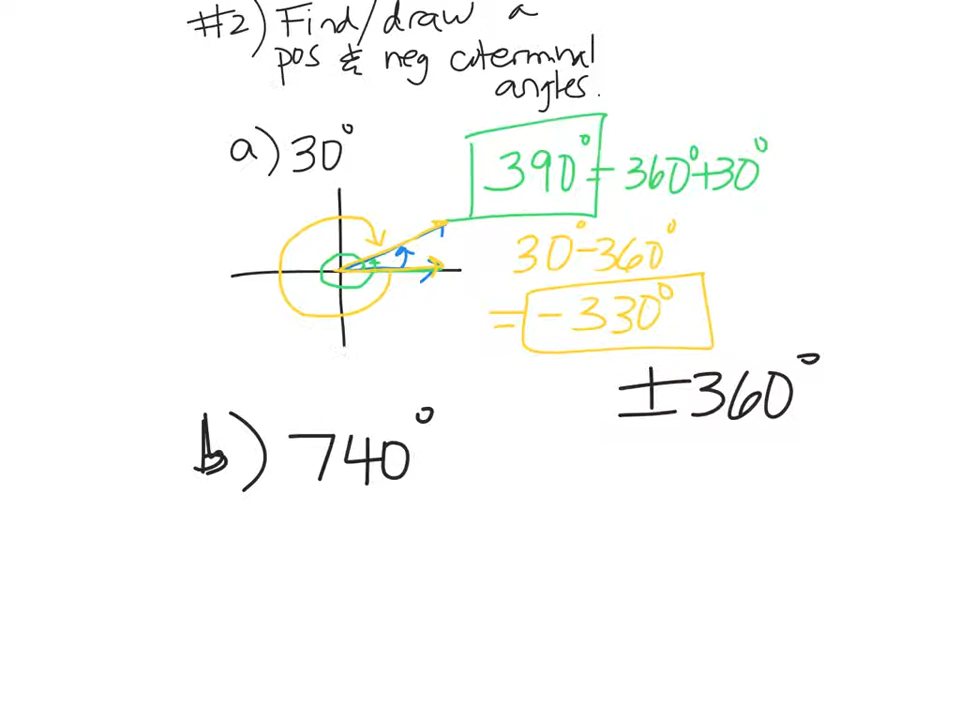 #2) Find/draw a
pos & neg coterminal
angles.
a) 30°
390° = 360°+30°
30°-360°
= -330°
±360°
b) 740°